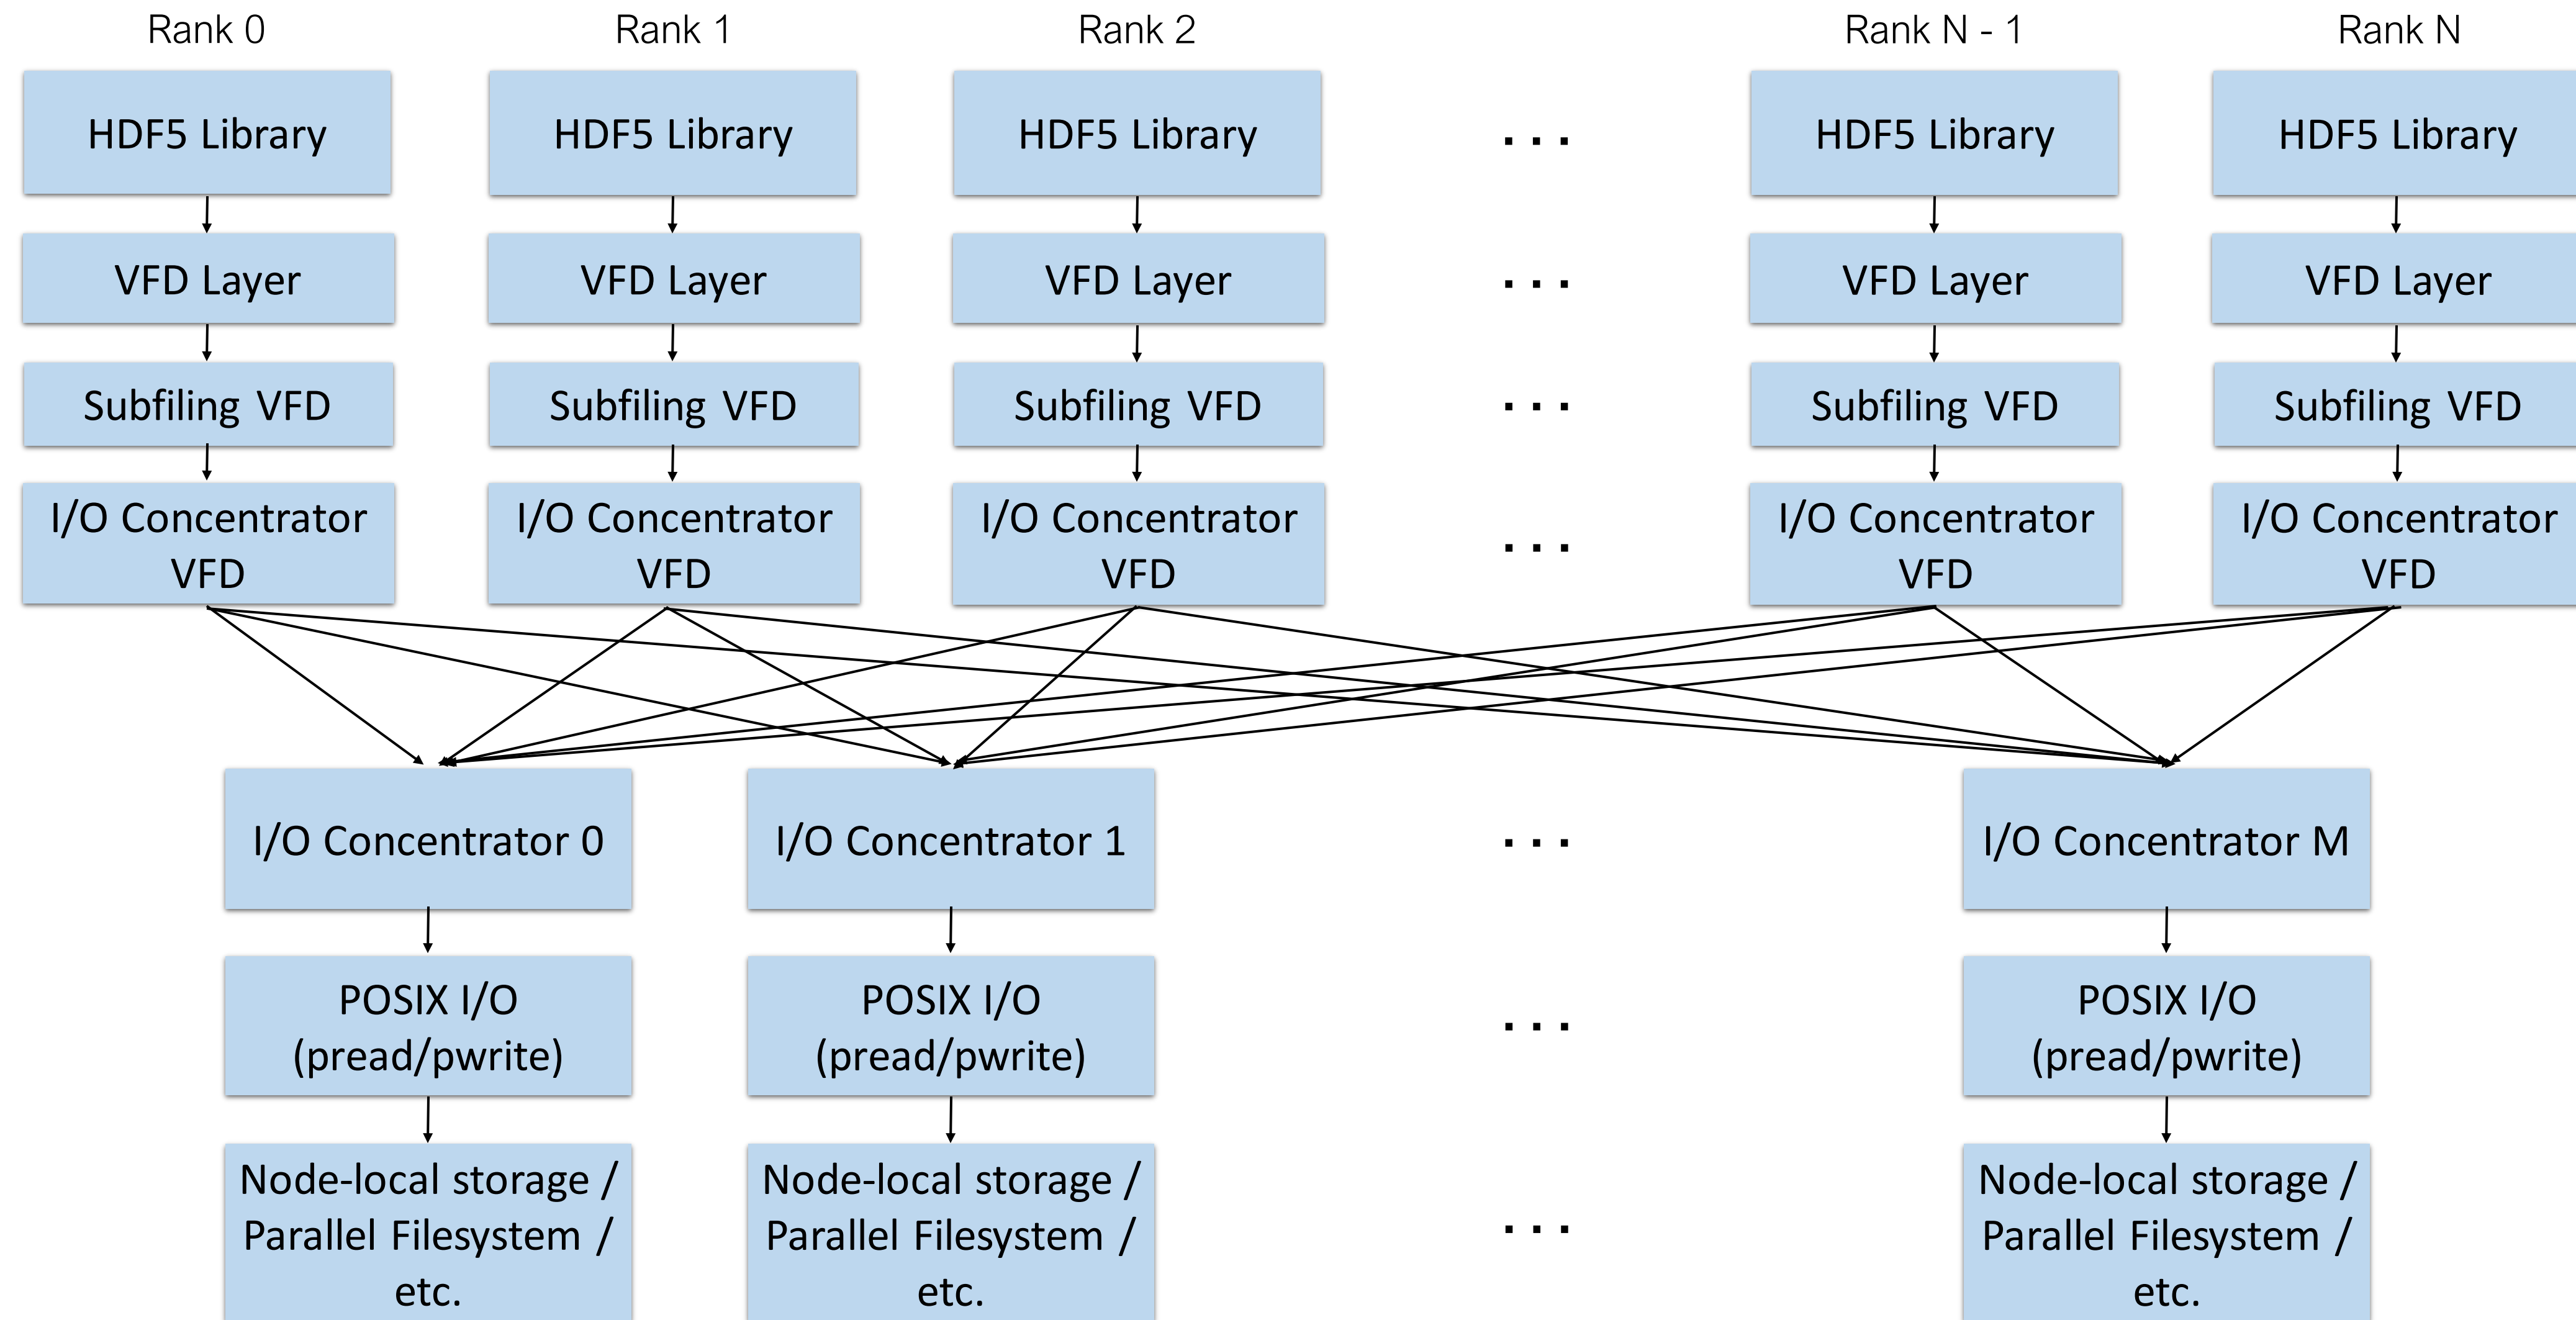 Rank 0
Rank 1
Rank 2
Rank N - 1
Rank N
HDF5 Library
HDF5 Library
HDF5 Library
. . .
HDF5 Library
HDF5 Library
VFD Layer
VFD Layer
VFD Layer
. . .
VFD Layer
VFD Layer
Subfiling VFD
Subfiling VFD
Subfiling VFD
. . .
Subfiling VFD
Subfiling VFD
I/O Concentrator
VFD
I/O Concentrator
VFD
I/O Concentrator
VFD
. . .
I/O Concentrator
VFD
I/O Concentrator
VFD
I/O Concentrator 0
I/O Concentrator 1
. . .
I/O Concentrator M
POSIX I/O
(pread/pwrite)
POSIX I/O
(pread/pwrite)
. . .
POSIX I/O
(pread/pwrite)
Node-local storage /
Parallel Filesystem /
etc.
Node-local storage /
Parallel Filesystem /
etc.
. . .
Node-local storage /
Parallel Filesystem /
etc.